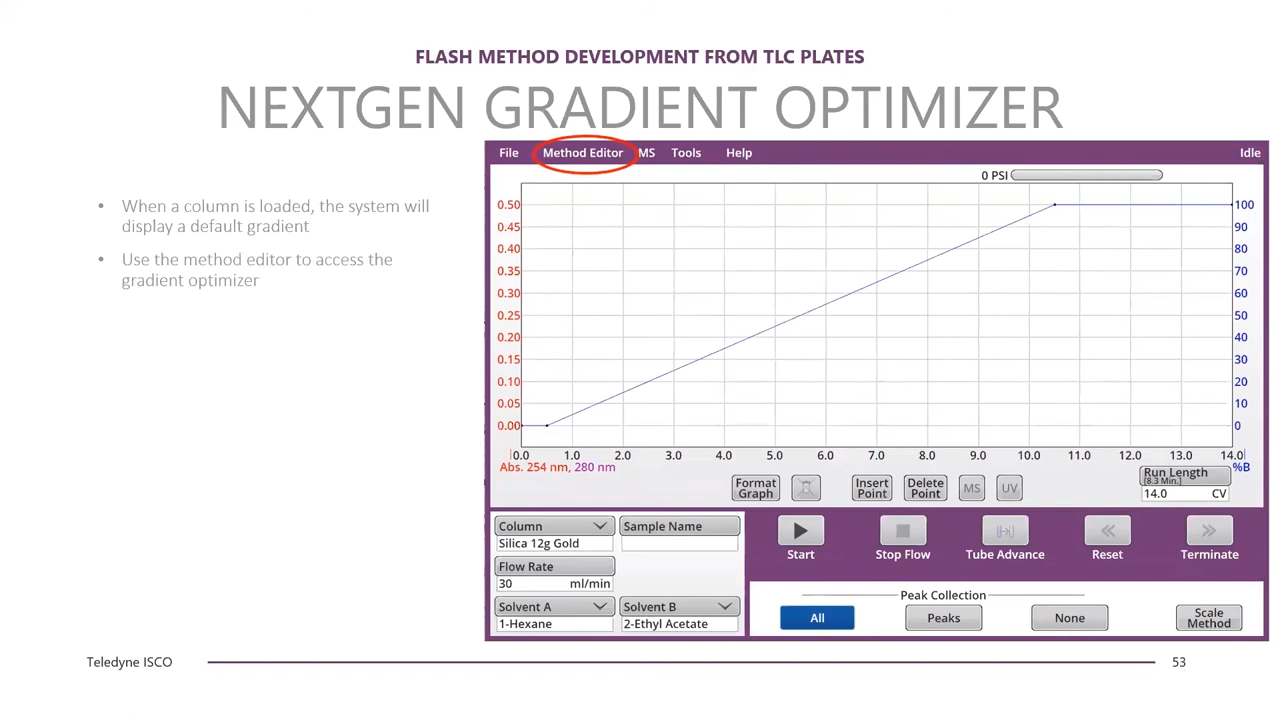 FLASH METHOD DEVELOPMENT FROM TLC PLATES
NEXTGEN GRADIENT OPTIMIZER
• When a column is loaded, the system will
display a default gradient
• Use the method editor to access the
gradient optimizer
File Method Editor MS Tools Help Idle
0 PSI
0.50 100
0.45 90
0.40 80
0.35 70
0.30 60
0.25 50
0.20 40
0.15 30
0.10 20
0.05 10
0.00 0
0.0 1.0 2.0 3.0 4.0 5.0 6.0 7.0 8.0 9.0 10.0 11.0 12.0 13.0 14.0
Abs. 254 nm, 280 nm %B
Format
Graph
Insert
Point
Delete
Point
MS
UV
Run Length
[8.3 Min.]
14.0 CV
Column
Silica 12g Gold
Sample Name
Flow Rate
30 ml/min
Solvent A
1-Hexane
Solvent B
2-Ethyl Acetate
Start
Stop Flow
Tube Advance
Reset
Terminate
Peak Collection
All
Peaks
None
Scale
Method
Teledyne ISCO
53